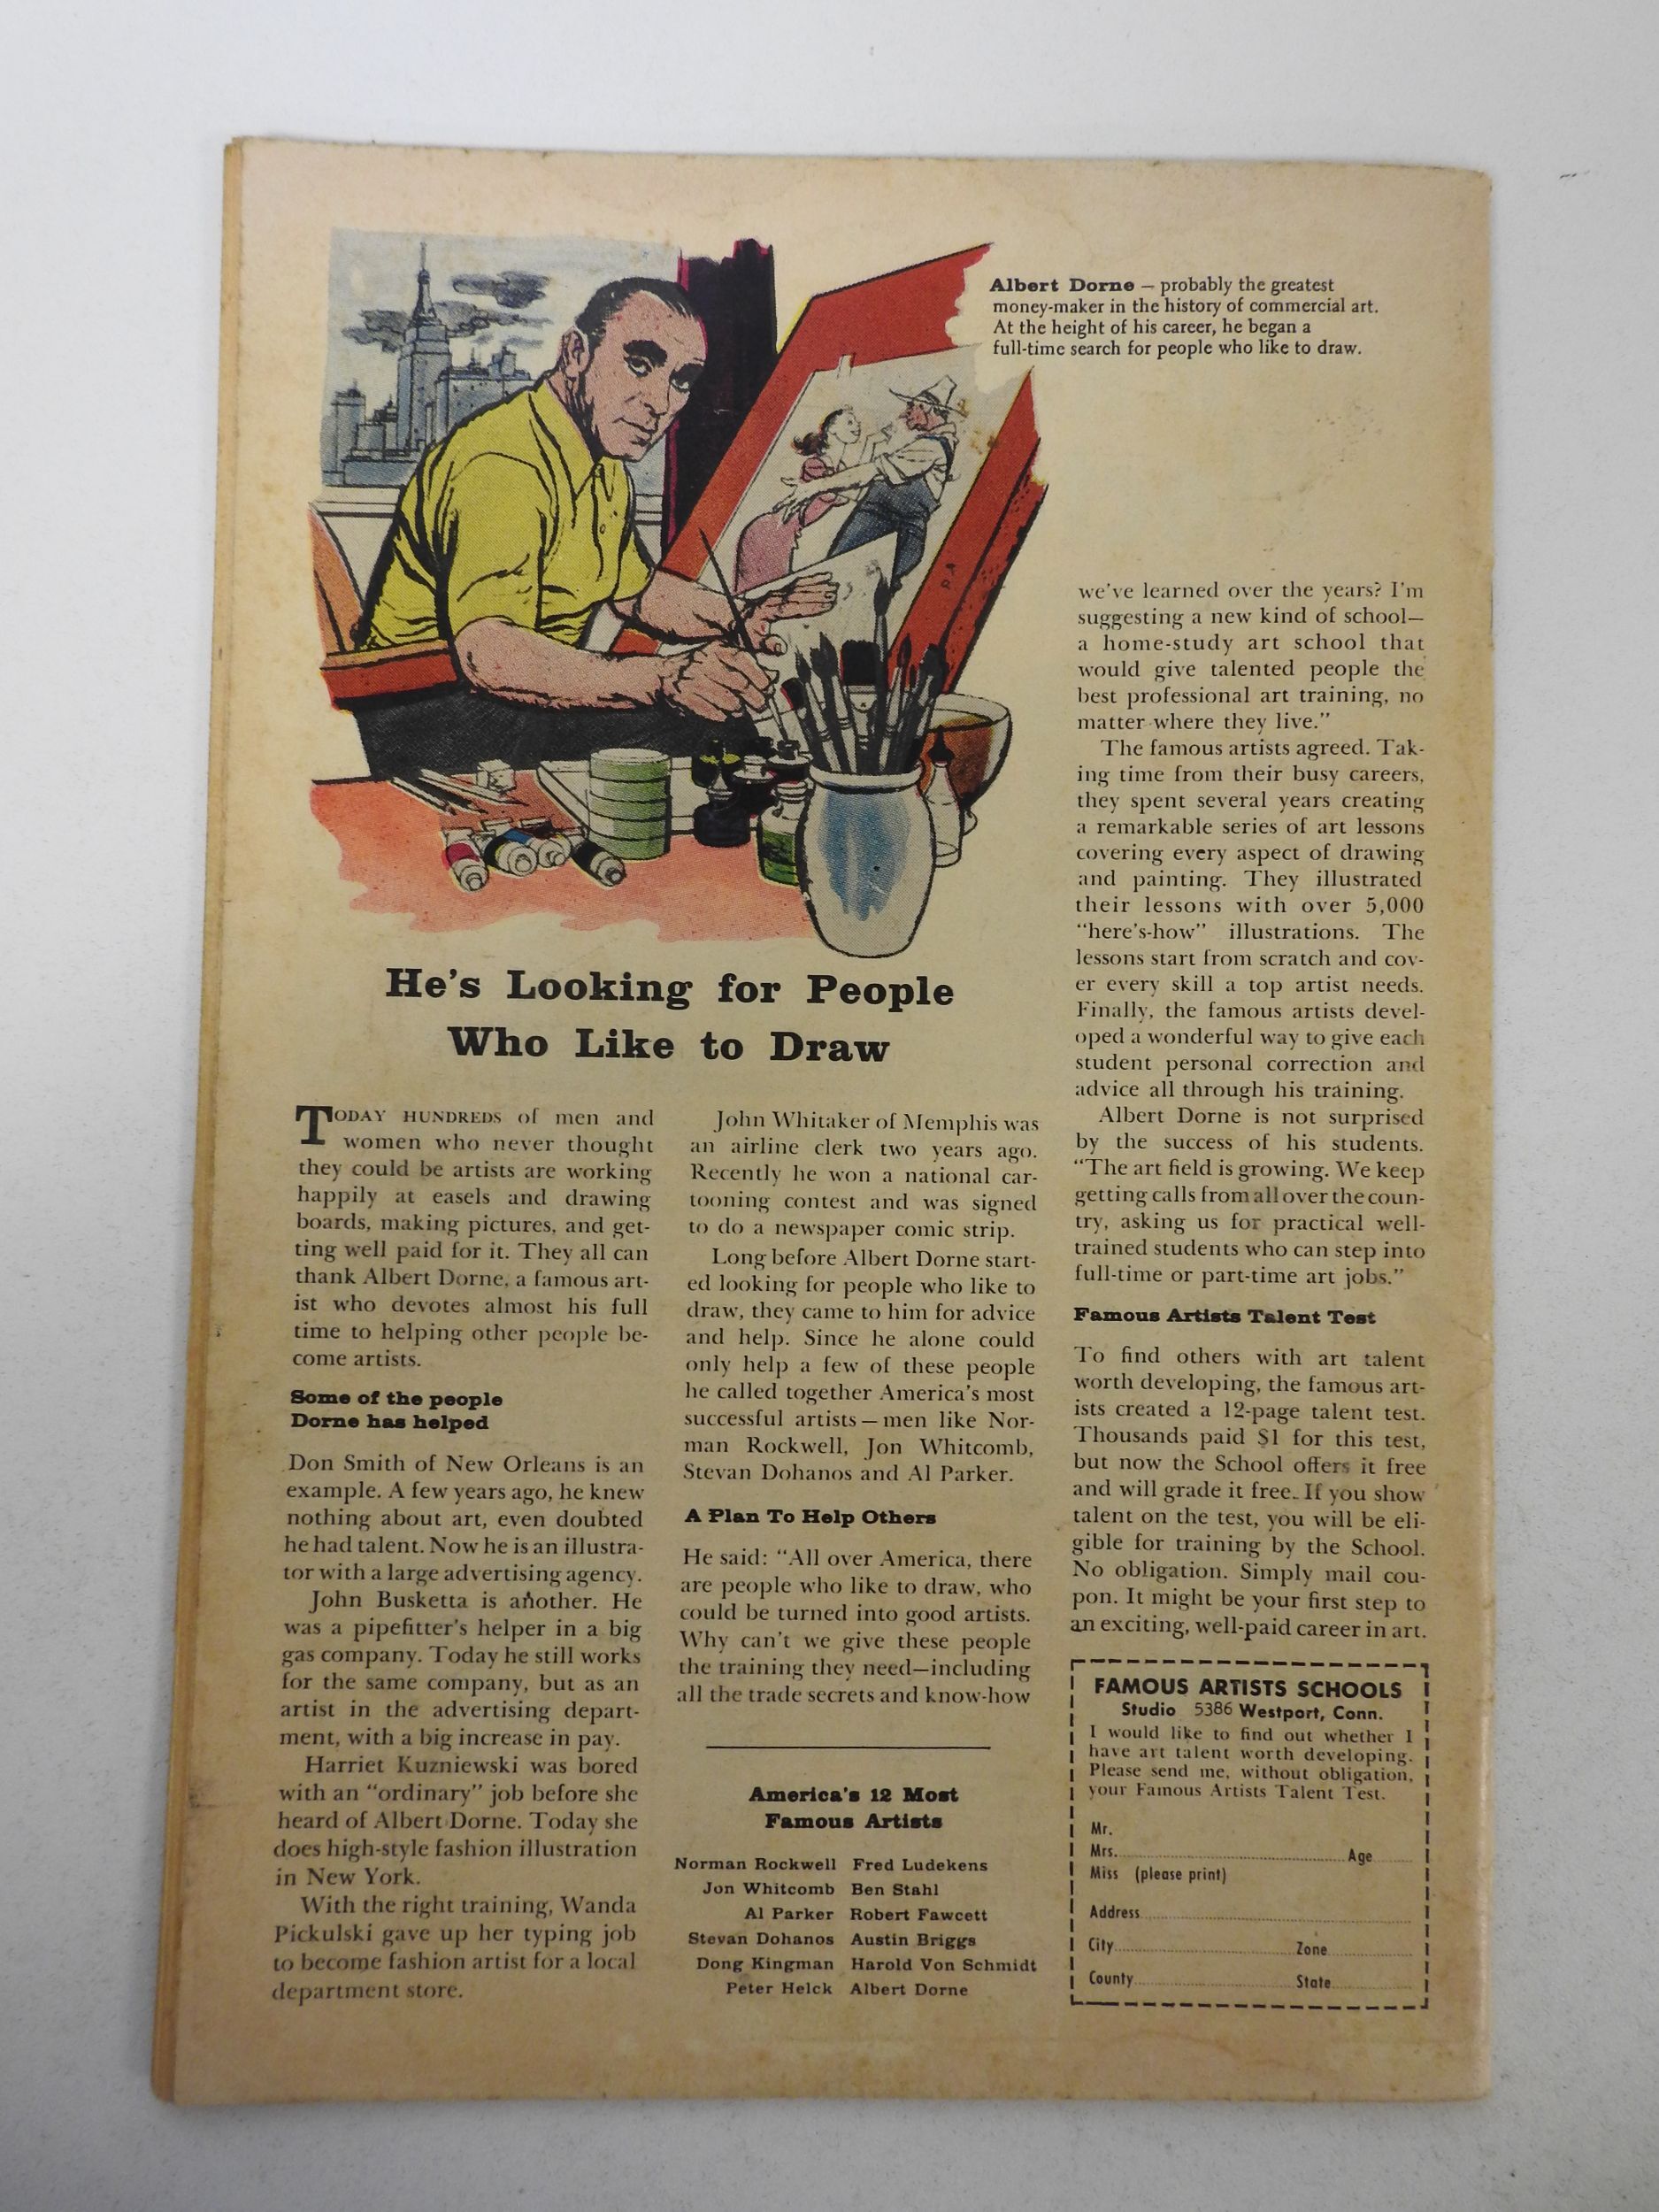 Albert Dorne — probably the greatest
money-maker in the history of commercial art.
At the height of his career, he began a
full-time search for people who like to draw.
He's Looking for People
Who Like to Draw
TODAY HUNDREDS of men and
women who never thought
they could be artists are working
happily at easels and drawing
boards, making pictures, and get-
ting well paid for it. They all can
thank Albert Dorne, a famous art-
ist who devotes almost his full
time to helping other people be-
come artists.
Some of the people
Dorne has helped
Don Smith of New Orleans is an
example. A few years ago, he knew
nothing about art, even doubted
he had talent. Now he is an illustra-
tor with a large advertising agency.
John Busketta is another. He
was a pipefitter's helper in a big
gas company. Today he still works
for the same company, but as an
artist in the advertising depart-
ment, with a big increase in pay.
Harriet Kuzniewski was bored
with an "ordinary" job before she
heard of Albert Dorne. Today she
does high-style fashion illustration
in New York.
With the right training, Wanda
Pickulski gave up her typing job
to become fashion artist for a local
department store.
John Whitaker of Memphis was
an airline clerk two years ago.
Recently he won a national car-
tooning contest and was signed
to do a newspaper comic strip.
Long before Albert Dorne start-
ed looking for people who like to
draw, they came to him for advice
and help. Since he alone could
only help a few of these people
he called together America's most
successful artists — men like Nor-
man Rockwell, Jon Whitcomb,
Stevan Dohanos and Al Parker.
A Plan To Help Others
He said: "All over America, there
are people who like to draw, who
could be turned into good artists.
Why can't we give these people
the training they need—including
all the trade secrets and know-how
America's 12 Most
Famous Artists
Norman Rockwell Fred Ludekens
Jon Whitcomb Ben Stahl
Al Parker Robert Fawcett
Stevan Dohanos Austin Briggs
Dong Kingman Harold Von Schmidt
Peter Helck Albert Dorne
we've learned over the years? I'm
suggesting a new kind of school—
a home-study art school that
would give talented people the
best professional art training, no
matter where they live."
The famous artists agreed. Tak-
ing time from their busy careers,
they spent several years creating
a remarkable series of art lessons
covering every aspect of drawing
and painting. They illustrated
their lessons with over 5,000
"here's-how" illustrations. The
lessons start from scratch and cov-
er every skill a top artist needs.
Finally, the famous artists devel-
oped a wonderful way to give each
student personal correction and
advice all through his training.
Albert Dorne is not surprised
by the success of his students.
"The art field is growing. We keep
getting calls from all over the coun-
try, asking us for practical well-
trained students who can step into
full-time or part-time art jobs."
Famous Artists Talent Test
To find others with art talent
worth developing, the famous art-
ists created a 12-page talent test.
Thousands paid $1 for this test,
but now the School offers it free
and will grade it free. If you show
talent on the test, you will be eli-
gible for training by the School.
No obligation. Simply mail cou-
pon. It might be your first step to
an exciting, well-paid career in art.
FAMOUS ARTISTS SCHOOLS
Studio 5386 Westport, Conn.
I would like to find out whether I
have art talent worth developing.
Please send me, without obligation,
your Famous Artists Talent Test.
Mr.
Mrs. Age
Miss (please print)
Address
City Zone
County State